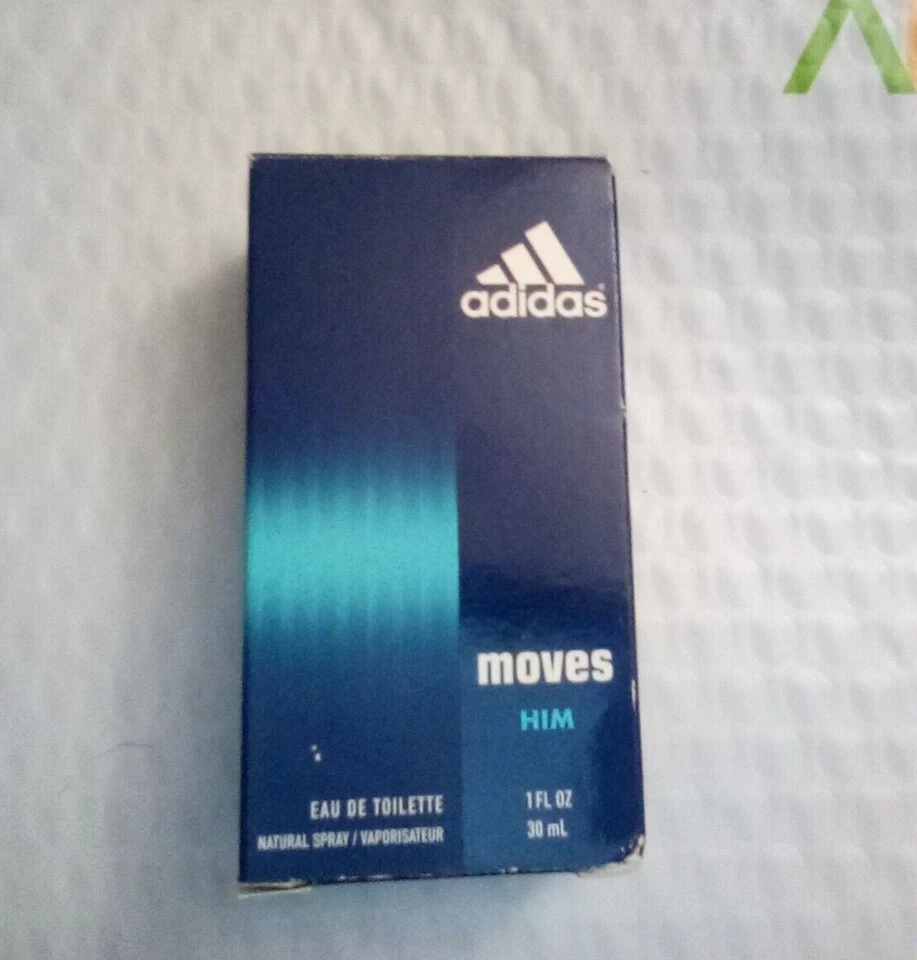 adidas®
moves
HIM
EAU DE TOILETTE
NATURAL SPRAY / VAPORISATEUR
1 FL OZ
30 mL